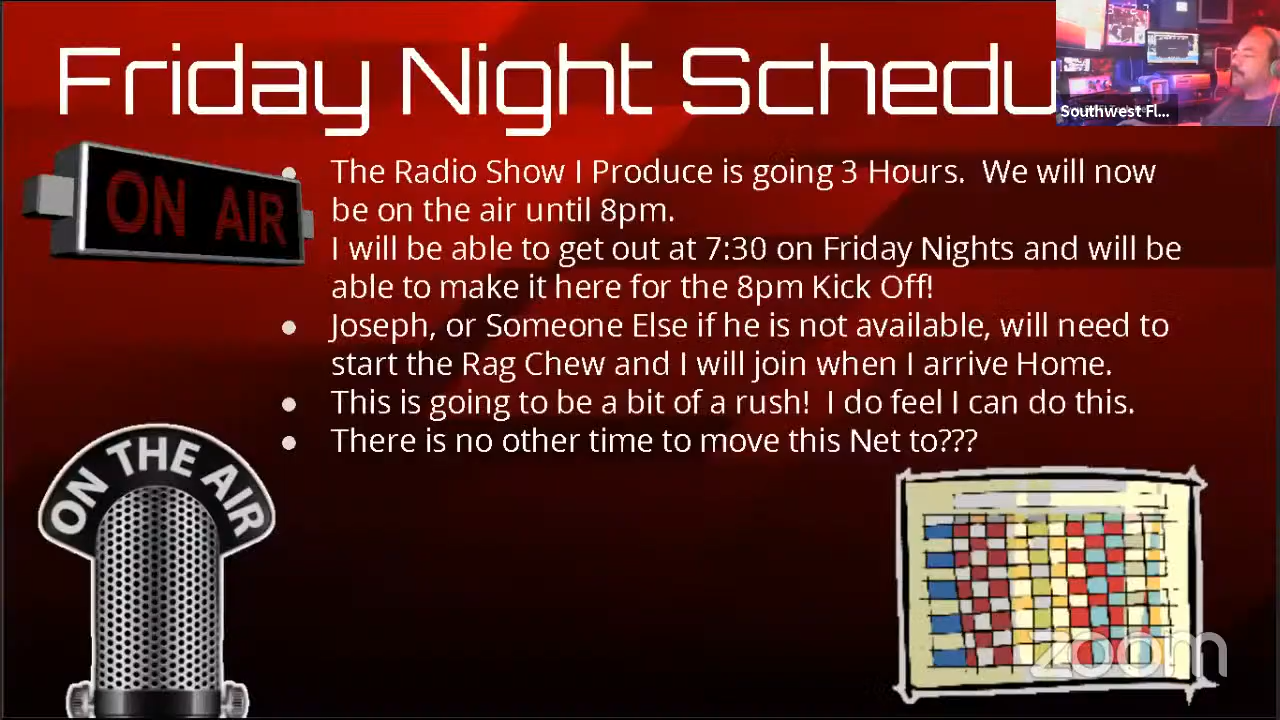 Friday Night Schedu
Southwest Fl...
ON AIR
The Radio Show I Produce is going 3 Hours.  We will now
be on the air until 8pm.
I will be able to get out at 7:30 on Friday Nights and will be
able to make it here for the 8pm Kick Off!
Joseph, or Someone Else if he is not available, will need to
start the Rag Chew and I will join when I arrive Home.
This is going to be a bit of a rush!  I do feel I can do this.
There is no other time to move this Net to???
ON THE AIR
zoom